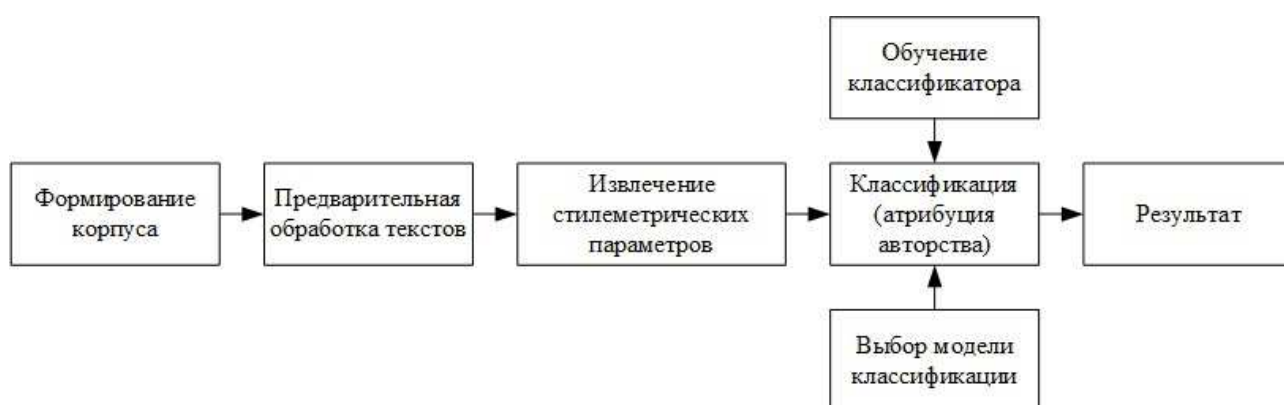 Обучение
классификатора
Формирование
корпуса
Предварительная
обработка текстов
Извлечение
стилеметрических
параметров
Классификация
(атрибуция
авторства)
Результат
Выбор модели
классификации